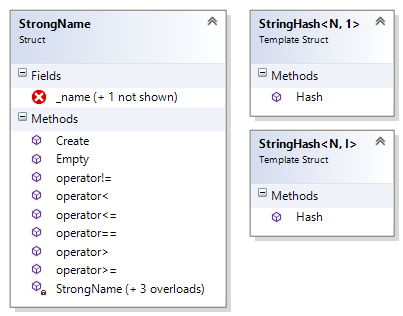 StrongName
Struct
Fields
_name (+ 1 not shown)
Methods
Create
Empty
operator!=
operator<
operator<=
operator==
operator>
operator>=
StrongName (+ 3 overloads)
StringHash<N, 1>
Template Struct
Methods
Hash
StringHash<N, I>
Template Struct
Methods
Hash